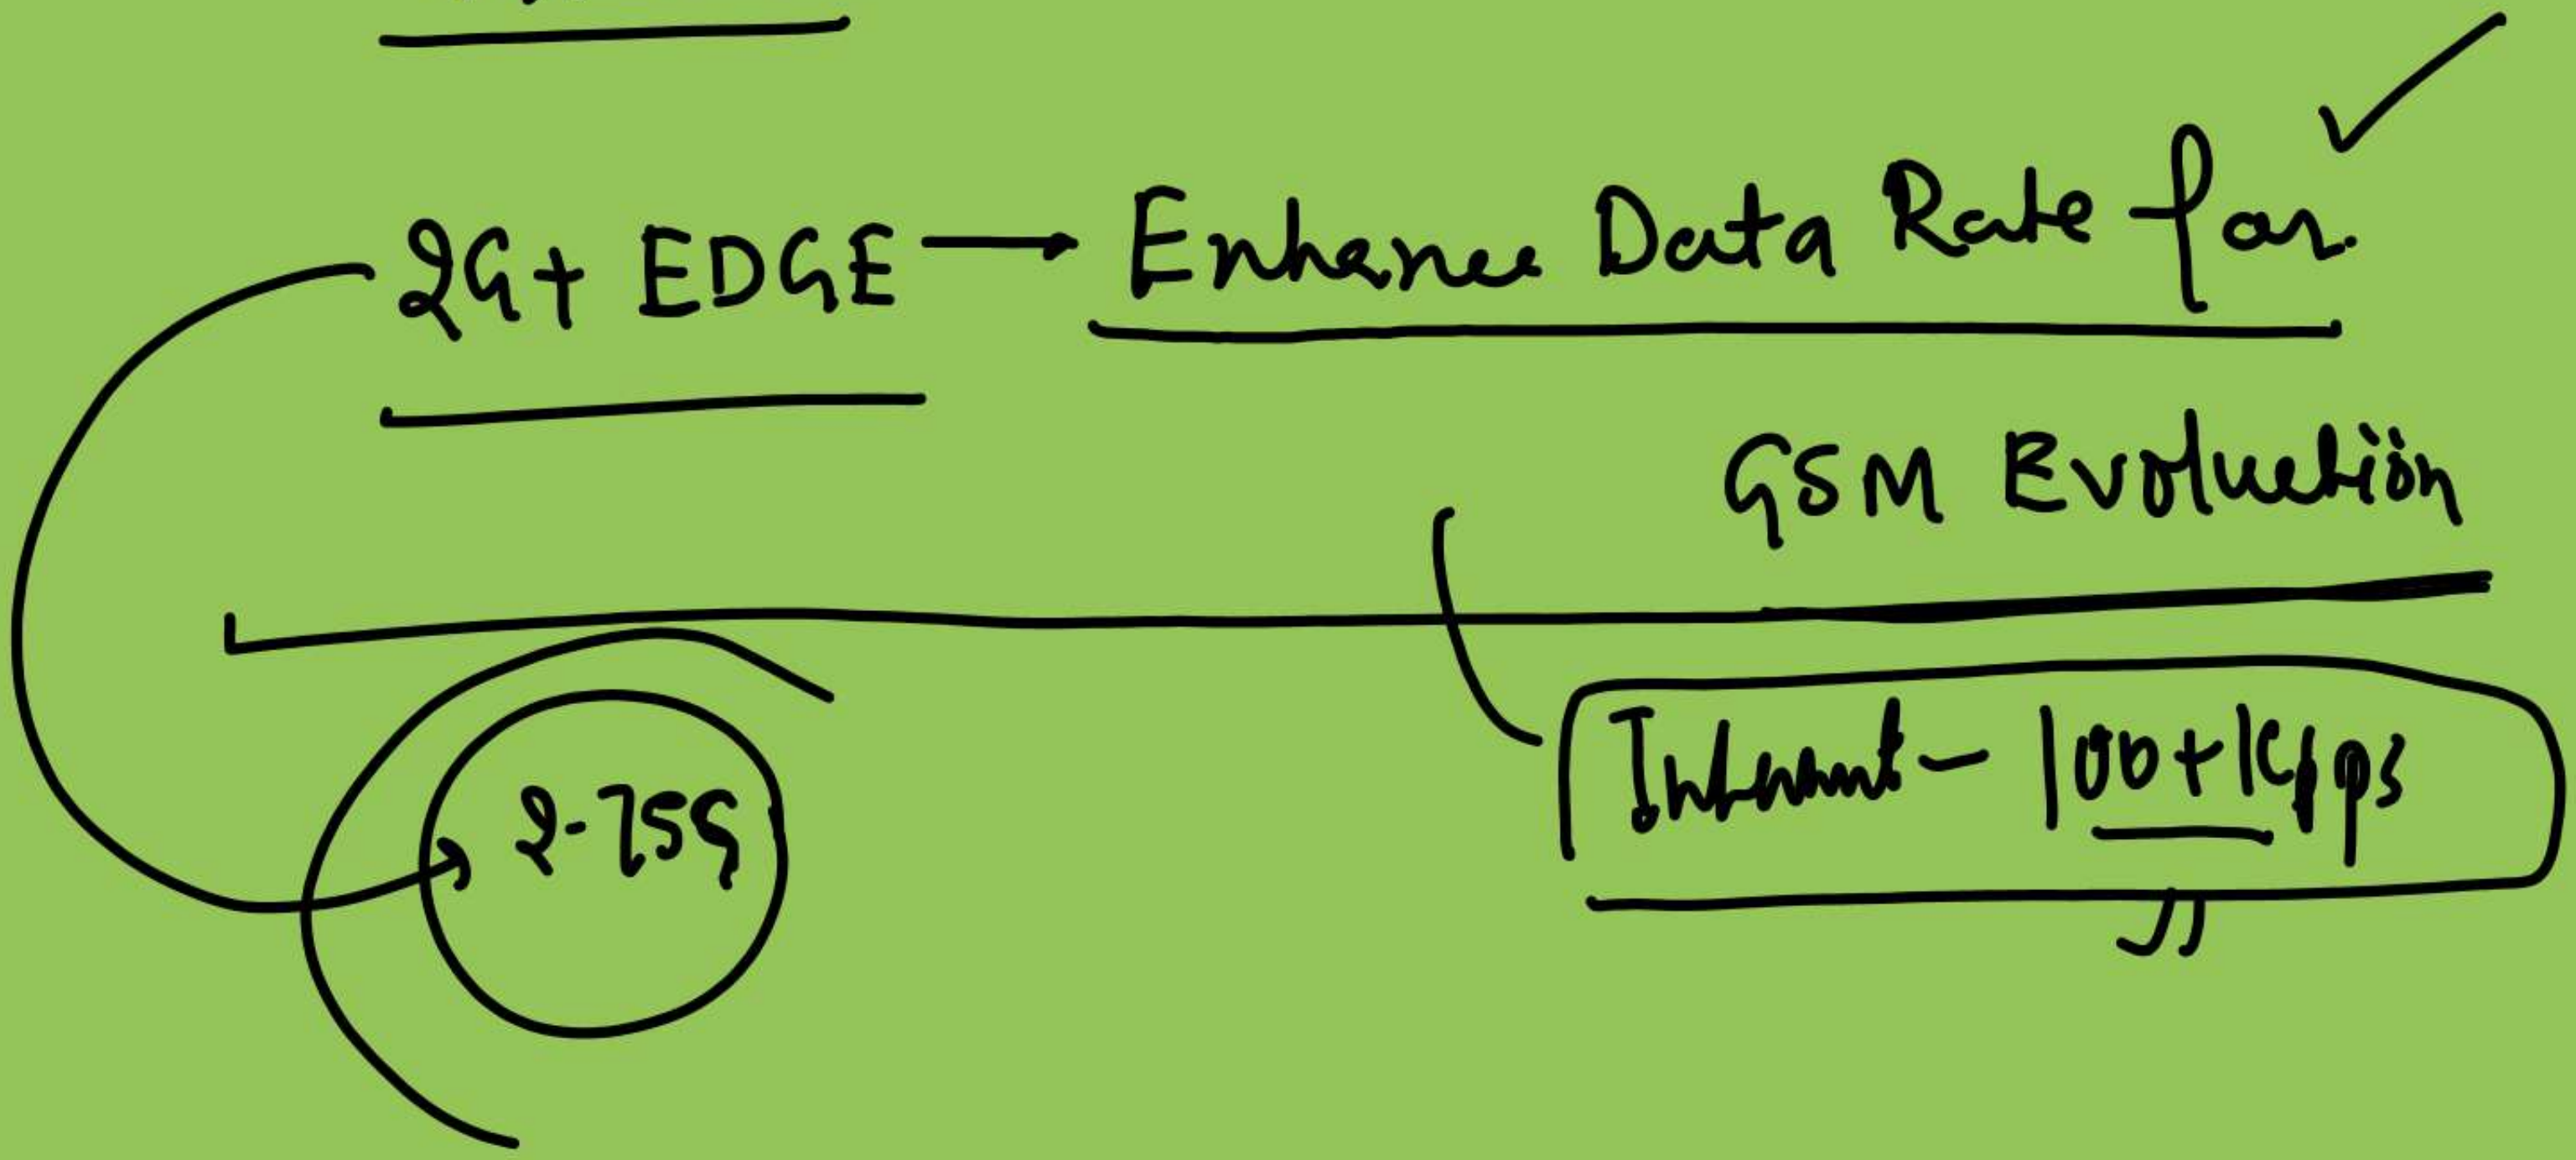 2G+ EDGE → Enhance Data Rate for
GSM Evolution
2.75G
Internet - 100+ Kbps